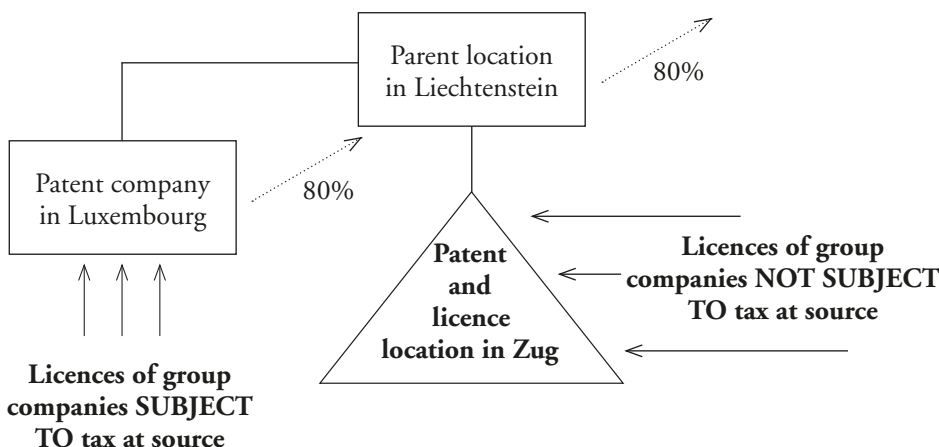 Parent location
in Liechtenstein
80%
Patent company
in Luxembourg
80%
Patent
and
licence
location in Zug
Licences of group
companies NOT SUBJECT
TO tax at source
Licences of group
companies SUBJECT
TO tax at source